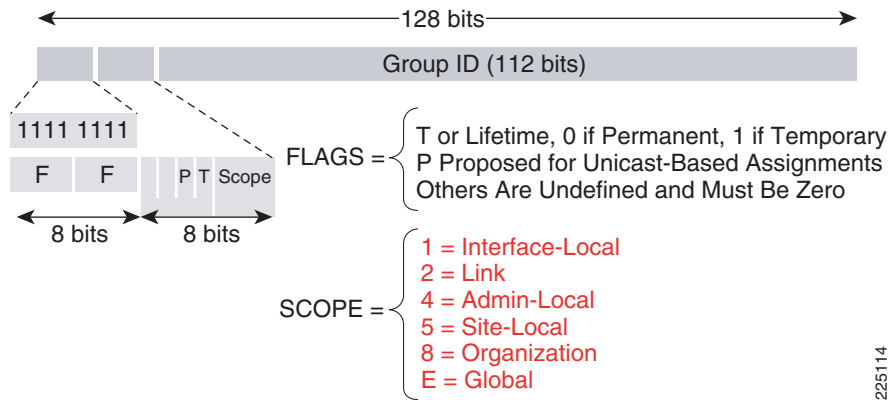 128 bits
Group ID (112 bits)
1111 1111
F F P T Scope
8 bits 8 bits
FLAGS =
T or Lifetime, 0 if Permanent, 1 if Temporary
P Proposed for Unicast-Based Assignments
Others Are Undefined and Must Be Zero
SCOPE =
1 = Interface-Local
2 = Link
4 = Admin-Local
5 = Site-Local
8 = Organization
E = Global
225114